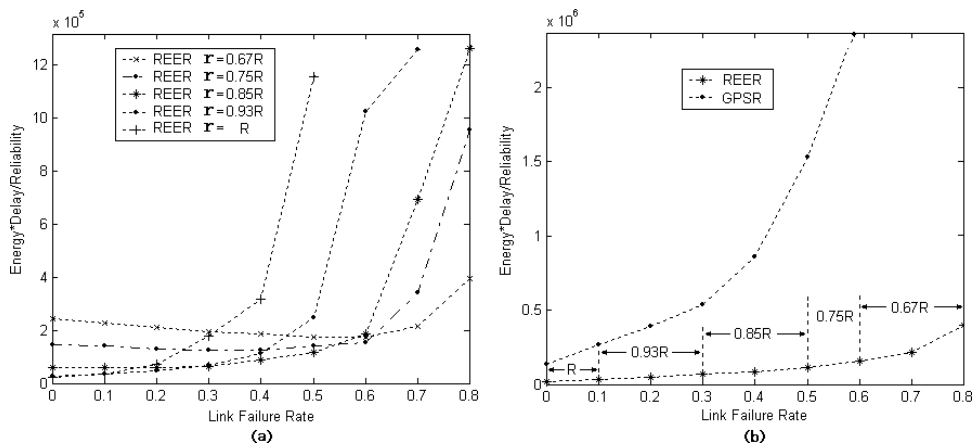 × 10⁵
12
10
8
6
4
2
0
Energy*Delay/Reliability
REER r=0.67R
REER r=0.75R
REER r=0.85R
REER r=0.93R
REER r= R
0 0.1 0.2 0.3 0.4 0.5 0.6 0.7 0.8
Link Failure Rate
(a)
× 10⁶
2
1.5
1
0.5
0
Energy*Delay/Reliability
REER
GPSR
R
0.93R
0.85R
0.75R
0.67R
0 0.1 0.2 0.3 0.4 0.5 0.6 0.7 0.8
Link Failure Rate
(b)